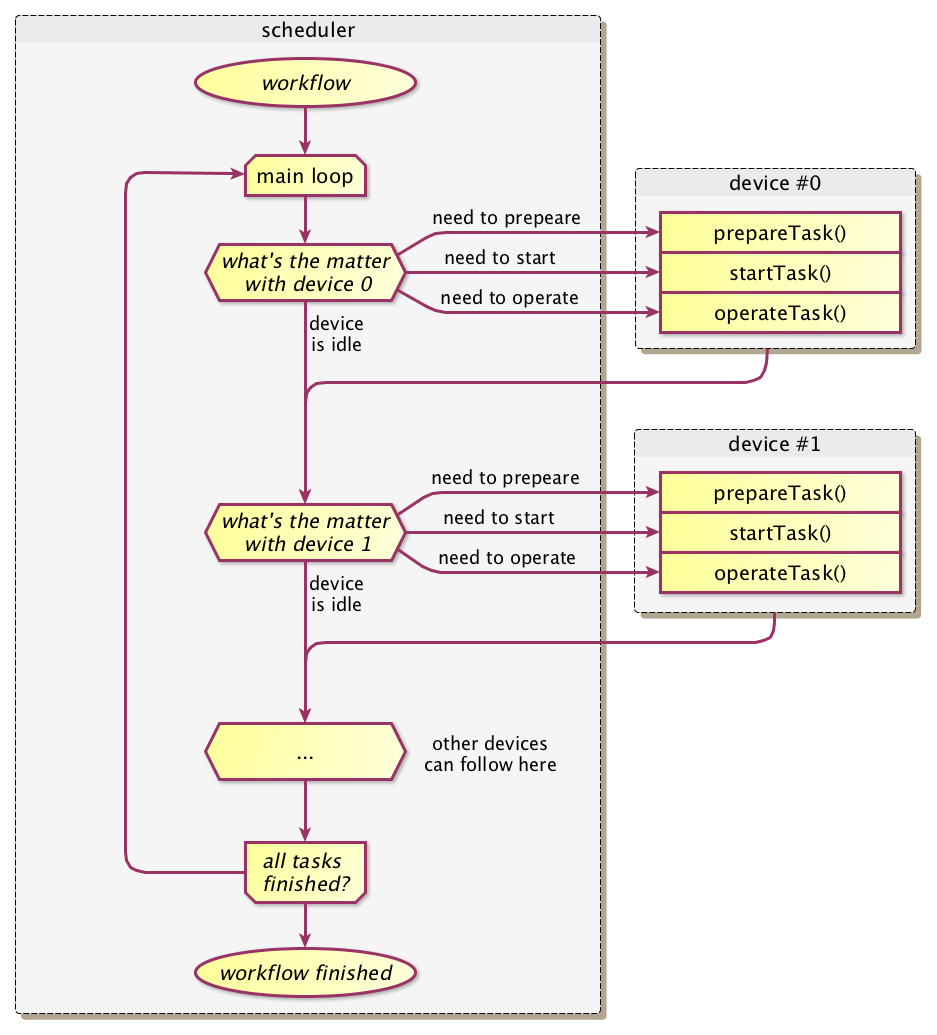 scheduler
workflow
main loop
device #0
need to prepeare
prepareTask()
what's the matter
with device 0
need to start
startTask()
need to operate
operateTask()
device
is idle
device #1
need to prepeare
prepareTask()
what's the matter
with device 1
need to start
startTask()
need to operate
operateTask()
device
is idle
...
other devices
can follow here
all tasks
finished?
workflow finished